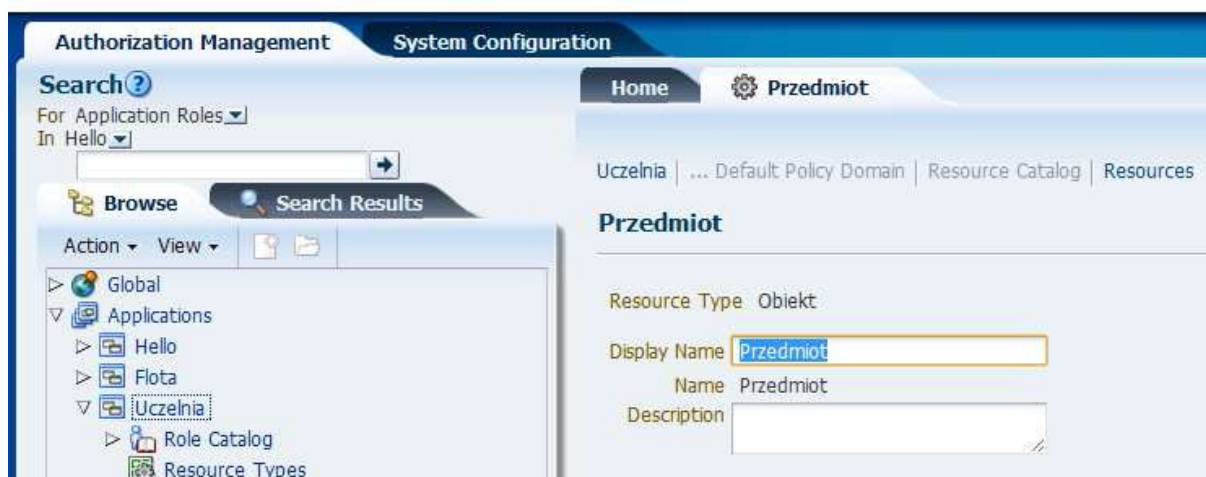 Authorization Management System Configuration
Search
For Application Roles
In Hello
Browse Search Results
Action View
Global
Applications
Hello
Flota
Uczelnia
Role Catalog
Resource Types
Home Przedmiot
Uczelnia | ... Default Policy Domain | Resource Catalog | Resources
Przedmiot
Resource Type Obiekt
Display Name Przedmiot
Name Przedmiot
Description